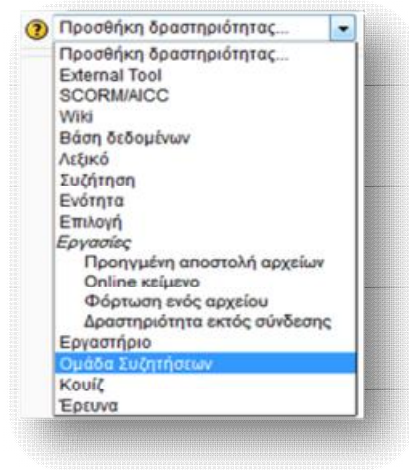 Προσθήκη δραστηριότητας...
Προσθήκη δραστηριότητας...
External Tool
SCORM/AICC
Wiki
Βάση δεδομένων
Λεξικό
Συζήτηση
Ενότητα
Επιλογή
Εργασίες
Προηγμένη αποστολή αρχείων
Online κείμενο
Φόρτωση ενός αρχείου
Δραστηριότητα εκτός σύνδεσης
Εργαστήριο
Ομάδα Συζητήσεων
Κουίζ
Έρευνα